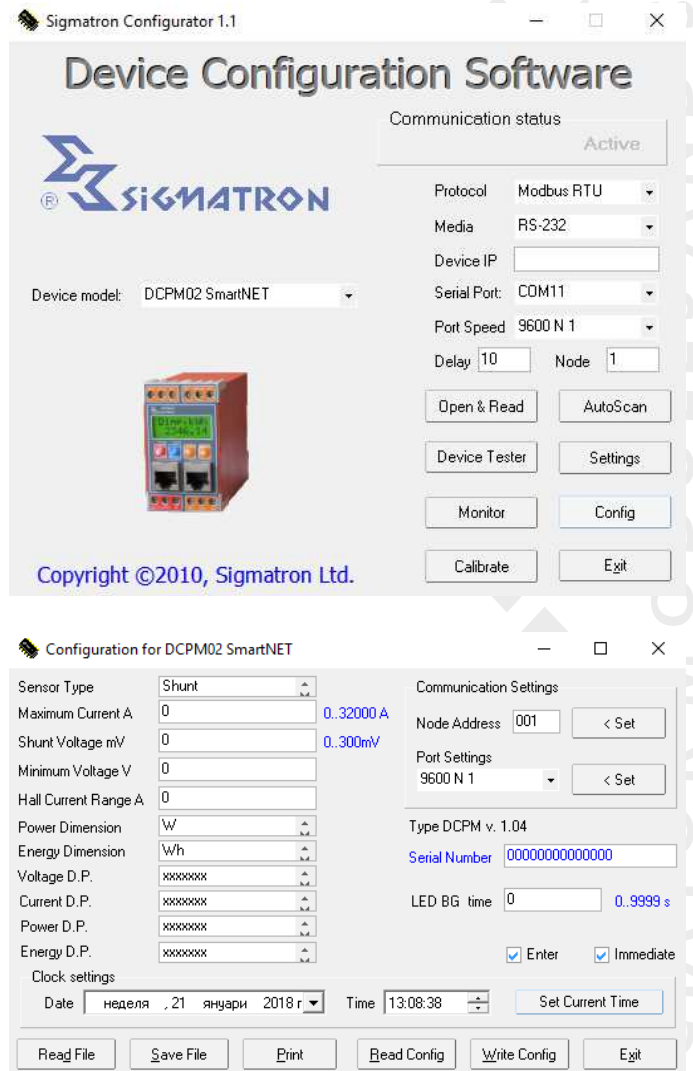 Sigmatron Configurator 1.1
Device Configuration Software
Communication status
Active
® SIGMATRON
Protocol Modbus RTU
Media RS-232
Device IP
Device model: DCPM02 SmartNET
Serial Port: COM11
Port Speed 9600 N 1
Delay 10 Node 1
Open & Read AutoScan
Device Tester Settings
Monitor Config
Calibrate Exit
Copyright ©2010, Sigmatron Ltd.
Configuration for DCPM02 SmartNET
Sensor Type Shunt
Maximum Current A 0 0..32000 A
Shunt Voltage mV 0 0..300mV
Minimum Voltage V 0
Hall Current Range A 0
Power Dimension W
Energy Dimension Wh
Voltage D.P. xxxxxxx
Current D.P. xxxxxxx
Power D.P. xxxxxxx
Energy D.P. xxxxxxx
Communication Settings
Node Address 001 < Set
Port Settings
9600 N 1 < Set
Type DCPM v. 1.04
Serial Number 00000000000000
LED BG time 0 0..9999 s
Enter Immediate
Clock settings
Date неделя , 21 януари 2018 г Time 13:08:38 Set Current Time
Read File Save File Print Read Config Write Config Exit